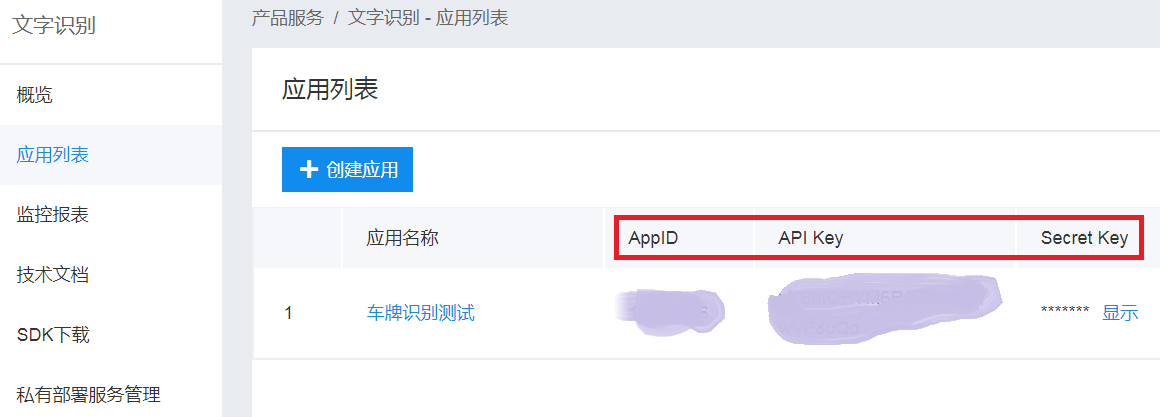 文字识别
产品服务 / 文字识别 - 应用列表
概览
应用列表
监控报表
技术文档
SDK下载
私有部署服务管理
应用列表
+ 创建应用
应用名称 AppID API Key Secret Key
1 车牌识别测试 ******* 显示